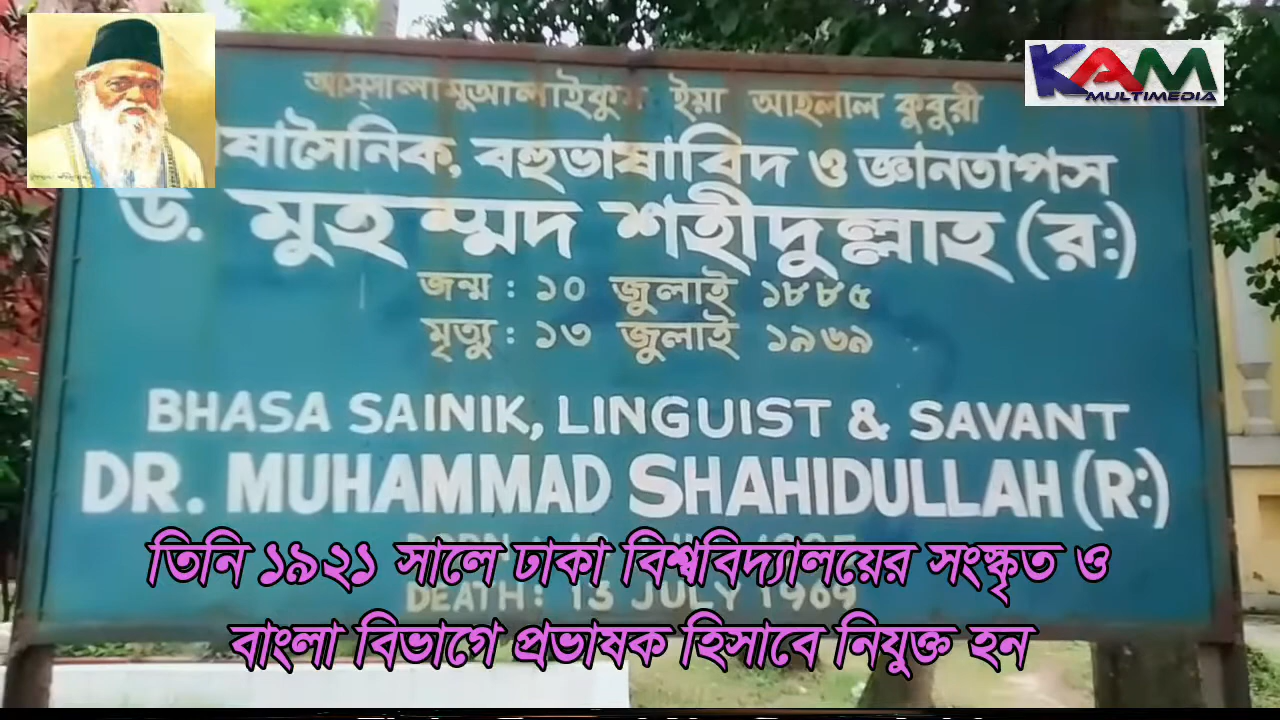 KAM
MULTIMEDIA
আস্সালামুআলাইকুম ইয়া আহলাল কুবুরী
ষাসৈনিক, বহুভাষাবিদ ও জ্ঞানতাপস
ড. মুহম্মদ শহীদুল্লাহ (র:)
জন্ম : ১০ জুলাই ১৮৮৫
মৃত্যু : ১৩ জুলাই ১৯৬৯
BHASA SAINIK, LINGUIST & SAVANT
DR. MUHAMMAD SHAHIDULLAH (R:)
তিনি ১৯২১ সালে ঢাকা বিশ্ববিদ্যালয়ের সংস্কৃত ও
DEATH : 13 JULY 1969
বাংলা বিভাগে প্রভাষক হিসাবে নিযুক্ত হন